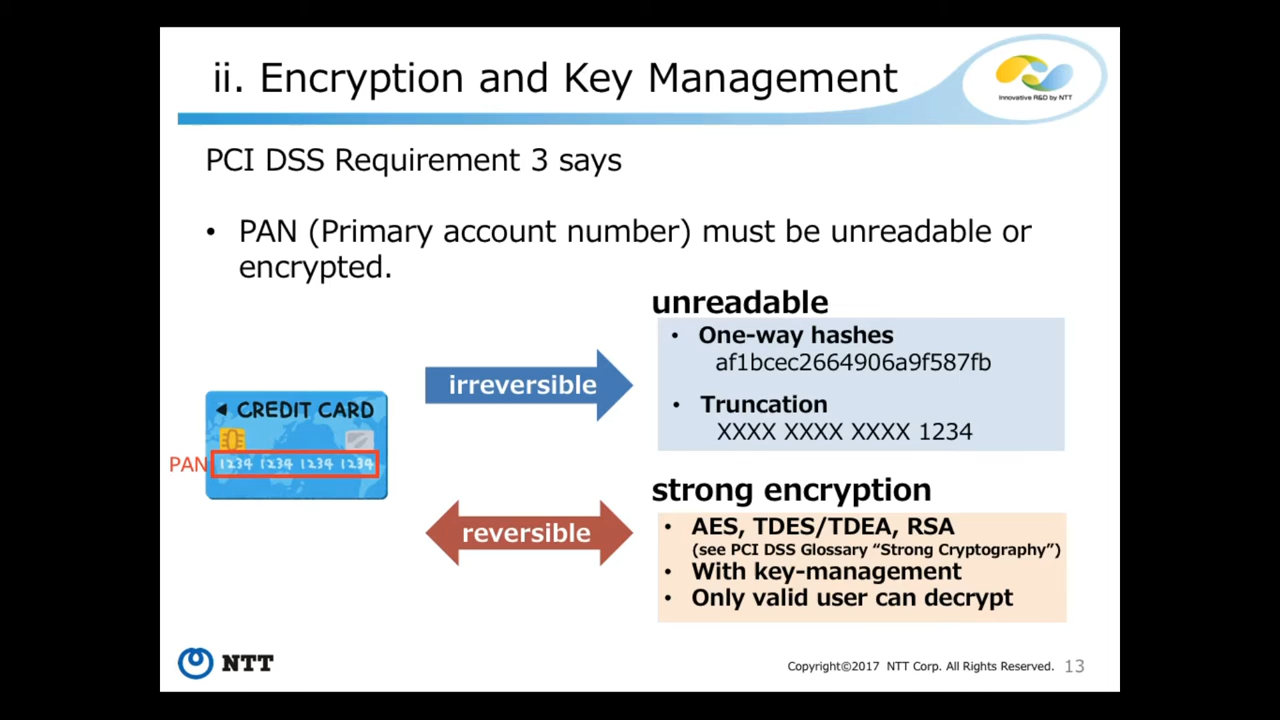 ii. Encryption and Key Management
Innovative R&D by NTT
PCI DSS Requirement 3 says
• PAN (Primary account number) must be unreadable or
encrypted.
unreadable
• One-way hashes
af1bcec2664906a9f587fb
• Truncation
XXXX XXXX XXXX 1234
irreversible
CREDIT CARD
PAN
1234 1234 1234 1234
reversible
strong encryption
• AES, TDES/TDEA, RSA
(see PCI DSS Glossary “Strong Cryptography”)
• With key-management
• Only valid user can decrypt
NTT
Copyright©2017 NTT Corp. All Rights Reserved. 13